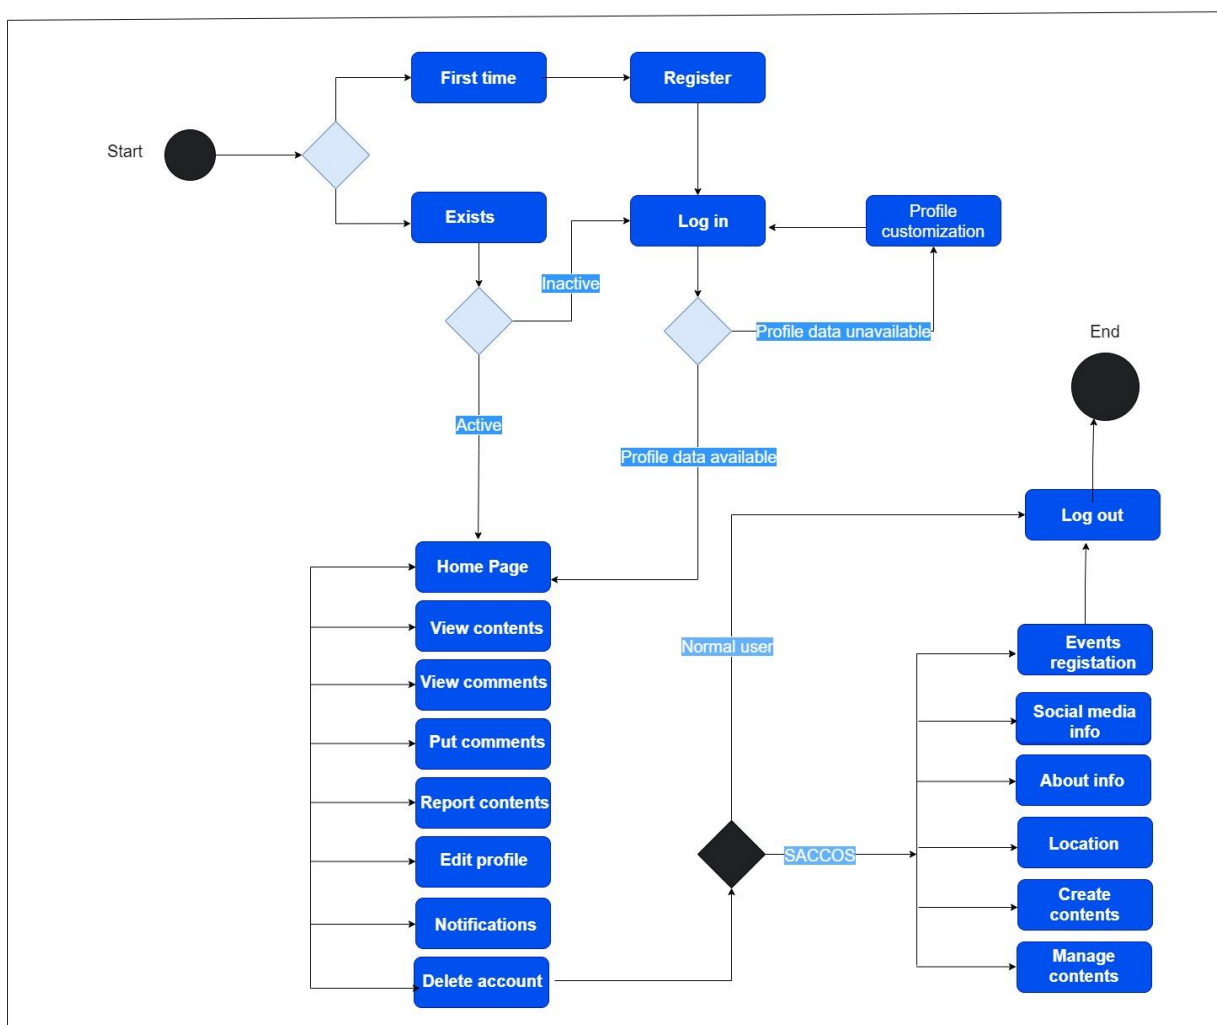 First time
Register
Start
Exists
Log in
Profile
customization
Inactive
Profile data unavailable
End
Active
Profile data available
Log out
Home Page
View contents
Normal user
Events
registation
View comments
Social media
info
Put comments
About info
Report contents
Location
SACCOS
Edit profile
Create
contents
Notifications
Manage
contents
Delete account